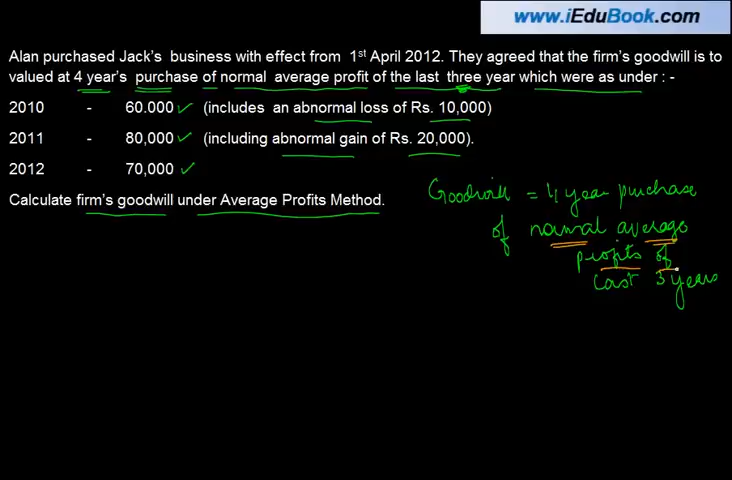 www.iEduBook.com
Alan purchased Jack's business with effect from 1st April 2012. They agreed that the firm's goodwill is to
valued at 4 year's purchase of normal average profit of the last three year which were as under : -
2010 - 60.000 (includes an abnormal loss of Rs. 10,000)
2011 - 80,000 (including abnormal gain of Rs. 20,000).
2012 - 70,000
Calculate firm's goodwill under Average Profits Method.
Goodwill = 4 year purchase
of normal average
profits of
last 3 years